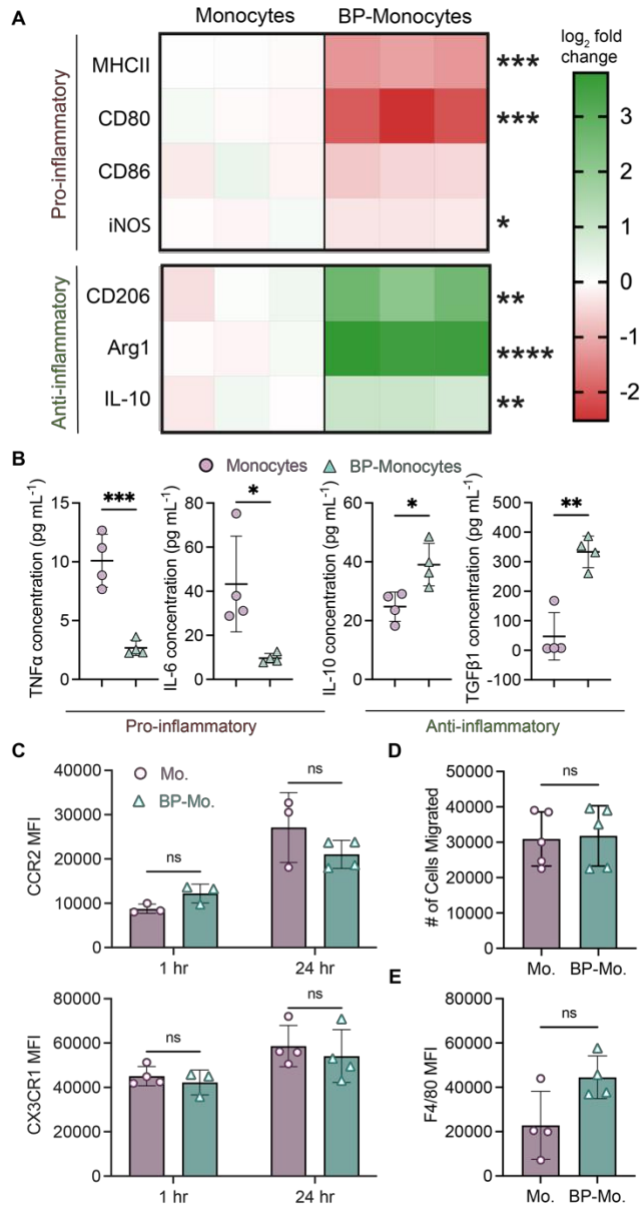 A
Monocytes BP-Monocytes
log2 fold
change
Pro-inflammatory
MHCII ***
CD80 ***
CD86
iNOS *
Anti-inflammatory
CD206 **
Arg1 ****
IL-10 **
3
2
1
0
-1
-2
B
Monocytes BP-Monocytes
TNFα concentration (pg mL-1)
15
10
5
0
***
IL-6 concentration (pg mL-1)
80
60
40
20
0
*
IL-10 concentration (pg mL-1)
60
40
20
0
*
TGFβ1 concentration (pg mL-1)
500
400
300
200
100
0
-100
**
Pro-inflammatory
Anti-inflammatory
C
Mo.
BP-Mo.
CCR2 MFI
40000
30000
20000
10000
0
ns
ns
1 hr 24 hr
CX3CR1 MFI
80000
60000
40000
20000
0
ns
ns
1 hr 24 hr
D
# of Cells Migrated
50000
40000
30000
20000
10000
0
ns
Mo. BP-Mo.
E
F4/80 MFI
80000
60000
40000
20000
0
ns
Mo. BP-Mo.